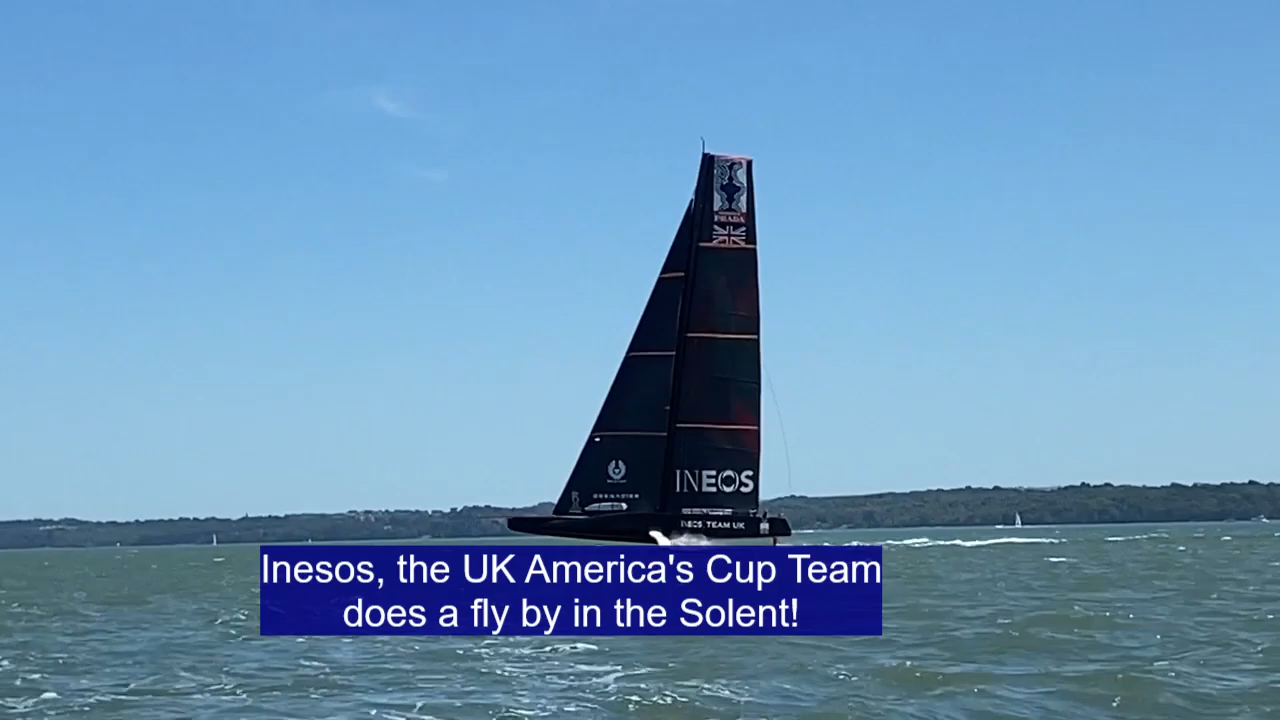 PRADA
INEOS
INEOS TEAM UK
Inesos, the UK America's Cup Team
does a fly by in the Solent!